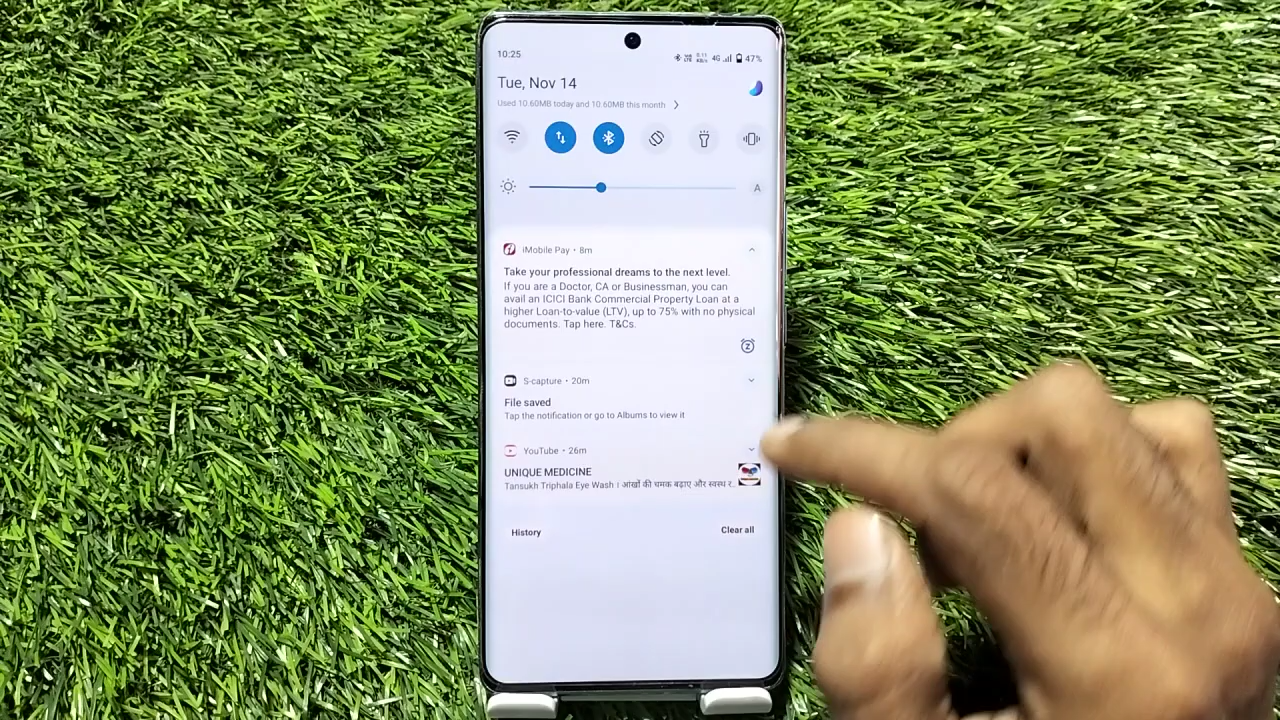 10:25
4G 47%
Tue, Nov 14
Used 10.60MB today and 10.60MB this month
A
iMobile Pay • 8m
Take your professional dreams to the next level.
If you are a Doctor, CA or Businessman, you can
avail an ICICI Bank Commercial Property Loan at a
higher Loan-to-value (LTV), up to 75% with no physical
documents. Tap here. T&Cs.
S-capture • 20m
File saved
Tap the notification or go to Albums to view it
YouTube • 26m
UNIQUE MEDICINE
Tansukh Triphala Eye Wash । आंखों की चमक बढ़ाए और स्वस्थ र..
History
Clear all